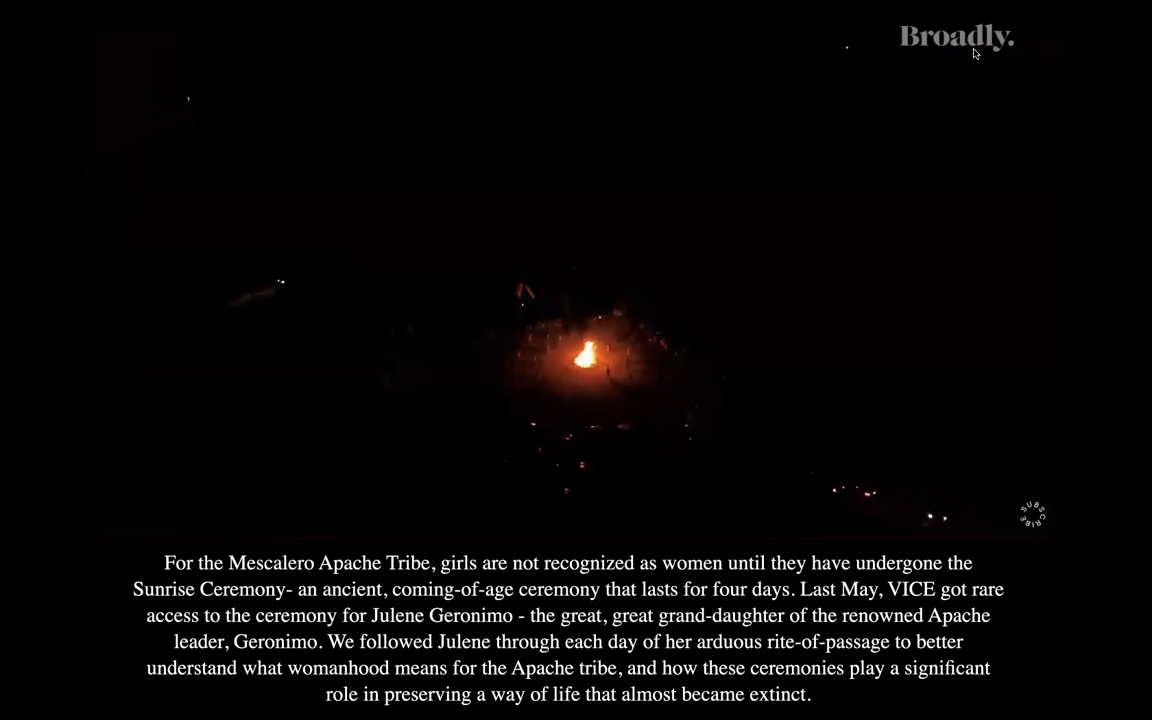 Broadly.
SUBSCRIBE
For the Mescalero Apache Tribe, girls are not recognized as women until they have undergone the
Sunrise Ceremony- an ancient, coming-of-age ceremony that lasts for four days. Last May, VICE got rare
access to the ceremony for Julene Geronimo - the great, great grand-daughter of the renowned Apache
leader, Geronimo. We followed Julene through each day of her arduous rite-of-passage to better
understand what womanhood means for the Apache tribe, and how these ceremonies play a significant
role in preserving a way of life that almost became extinct.